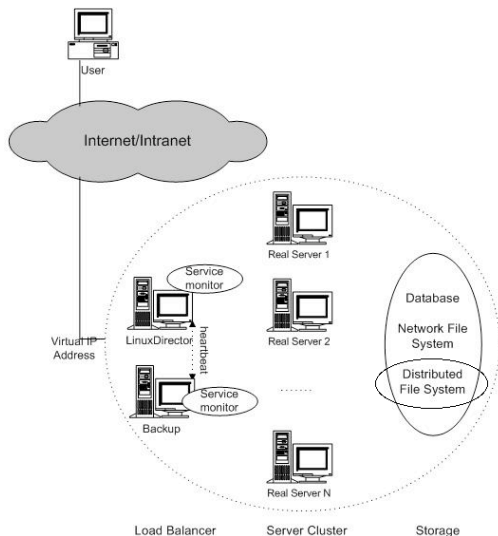 User
Internet/Intranet
Real Server 1
Service
monitor
LinuxDirector
Real Server 2
Virtual IP
Address
heartbeat
Database
Network File
System
Distributed
File System
Service
monitor
Backup
Real Server N
Load Balancer
Server Cluster
Storage